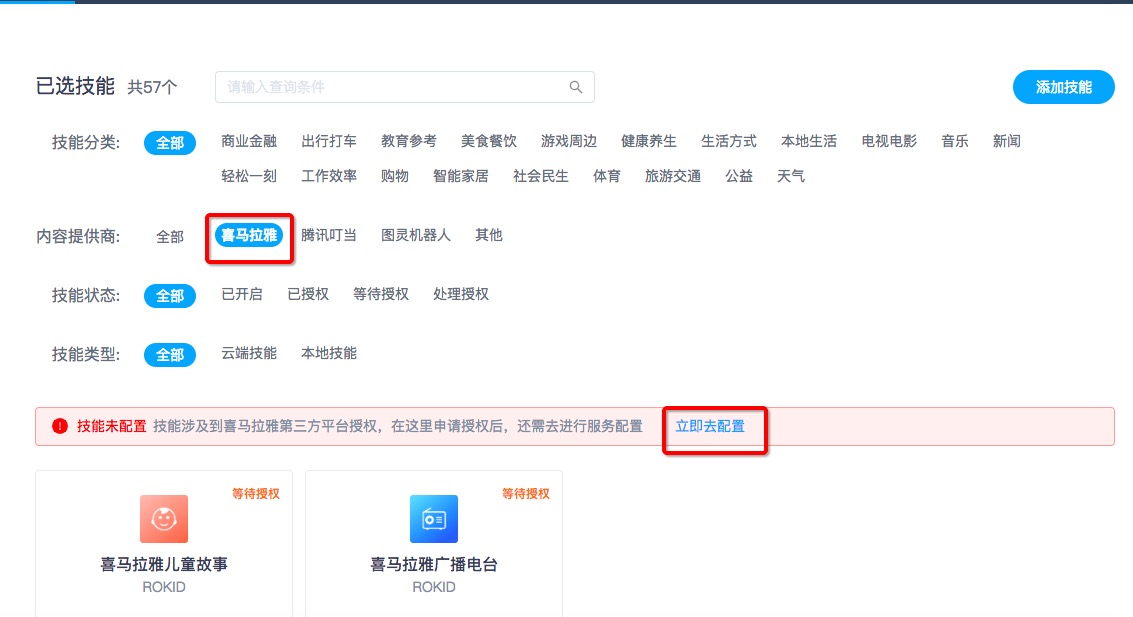 已选技能 共57个 请输入查询条件 添加技能
技能分类: 全部 商业金融 出行打车 教育参考 美食餐饮 游戏周边 健康养生 生活方式 本地生活 电视电影 音乐 新闻
轻松一刻 工作效率 购物 智能家居 社会民生 体育 旅游交通 公益 天气
内容提供商: 全部 喜马拉雅 腾讯叮当 图灵机器人 其他
技能状态: 全部 已开启 已授权 等待授权 处理授权
技能类型: 全部 云端技能 本地技能
! 技能未配置 技能涉及到喜马拉雅第三方平台授权，在这里申请授权后，还需去进行服务配置 立即去配置
等待授权 等待授权
喜马拉雅儿童故事 喜马拉雅广播电台
ROKID ROKID